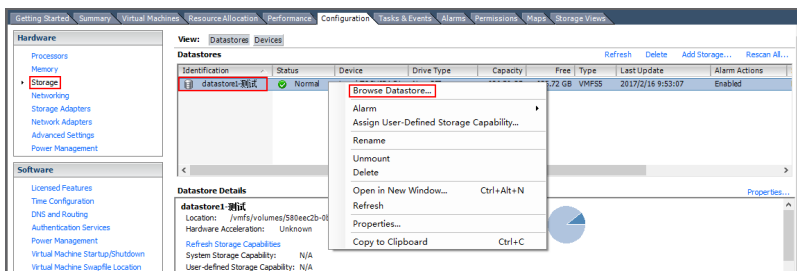 Getting Started Summary Virtual Machines Resource Allocation Performance Configuration Tasks & Events Alarms Permissions Maps Storage Views
Hardware
Processors
Memory
Storage
Networking
Storage Adapters
Network Adapters
Advanced Settings
Power Management
Software
Licensed Features
Time Configuration
DNS and Routing
Authentication Services
Power Management
Virtual Machine Startup/Shutdown
Virtual Machine Swapfile Location
View: Datastores Devices
Datastores
Refresh Delete Add Storage... Rescan All...
Identification Status Device Drive Type Capacity Free Type Last Update Alarm Actions
datastore1-测试 Normal .72 GB VMFS5 2017/2/16 9:53:07 Enabled
Browse Datastore...
Alarm
Assign User-Defined Storage Capability...
Rename
Unmount
Delete
Open in New Window... Ctrl+Alt+N
Refresh
Properties...
Copy to Clipboard Ctrl+C
Datastore Details
Properties...
datastore1-测试
Location: /vmfs/volumes/580eec2b-0
Hardware Acceleration: Unknown
Refresh Storage Capabilities
System Storage Capability: N/A
User-defined Storage Capability: N/A